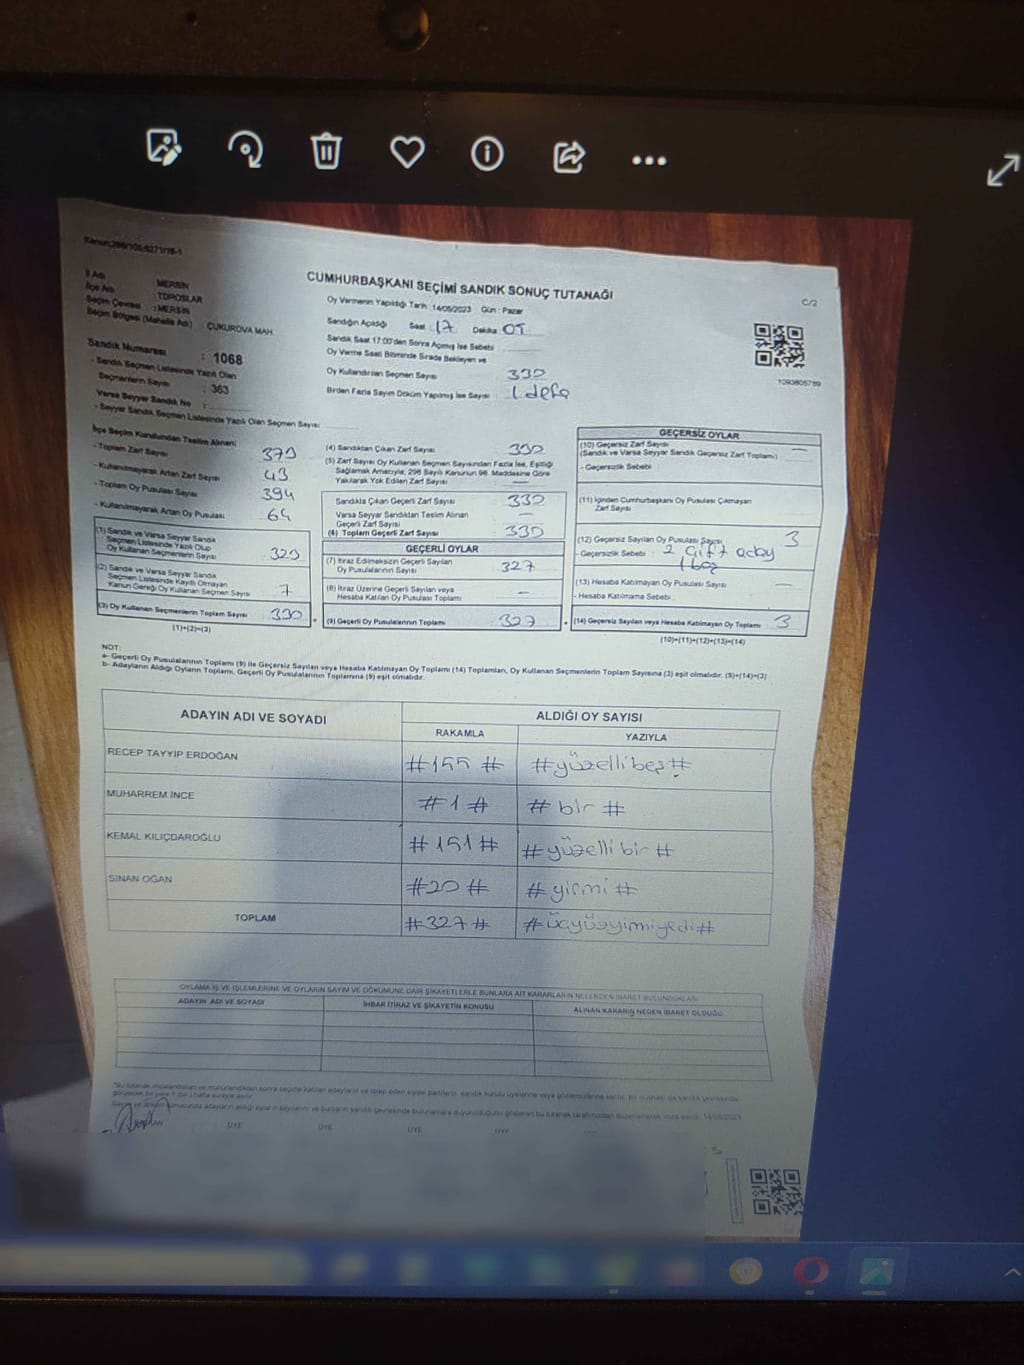 Kanun:298/105,6271/18-1
C/2
CUMHURBAŞKANI SEÇİMİ SANDIK SONUÇ TUTANAĞI
İl Adı MERSİN
İlçe Adı TOROSLAR
Seçim Çevresi : MERSİN
Seçim Bölgesi (Mahalle Adı) : ÇUKUROVA MAH.
Sandık Numarası : 1068
- Sandık Seçmen Listesinde Yazılı Olan
Seçmenlerin Sayısı : 363
Varsa Seyyar Sandık No :
- Seyyar Sandık Seçmen Listesinde Yazılı Olan Seçmen Sayısı :
Oy Vermenin Yapıldığı Tarih : 14/05/2023 Gün : Pazar
Sandığın Açıldığı Saat : 17 Dakika : 05
Sandık Saat 17:00'den Sonra Açılmış İse Sebebi :
Oy Verme Saati Bitiminde Sırada Bekleyen ve
Oy Kullandırılan Seçmen Sayısı 330
Birden Fazla Sayım Döküm Yapılmış İse Sayısı : 1 defa
1093805789
İlçe Seçim Kurulundan Teslim Alınan;
- Toplam Zarf Sayısı 373
- Kullanılmayarak Artan Zarf Sayısı 43
- Toplam Oy Pusulası Sayısı 394
- Kullanılmayarak Artan Oy Pusulası 64
(1) Sandık ve Varsa Seyyar Sandık
Seçmen Listesinde Yazılı Olup
Oy Kullanan Seçmenlerin Sayısı 323
(2) Sandık ve Varsa Seyyar Sandık
Seçmen Listesinde Kayıtlı Olmayan
Kanun Gereği Oy Kullanan Seçmen Sayısı 7
(3) Oy Kullanan Seçmenlerin Toplam Sayısı 330
(1)+(2)=(3)
(4) Sandıktan Çıkan Zarf Sayısı 330
(5) Zarf Sayısı Oy Kullanan Seçmen Sayısından Fazla İse, Eşitliği
Sağlamak Amacıyla; 298 Sayılı Kanunun 98. Maddesine Göre
Yakılarak Yok Edilen Zarf Sayısı —
Sandıkta Çıkan Geçerli Zarf Sayısı 330
Varsa Seyyar Sandıktan Teslim Alınan
Geçerli Zarf Sayısı —
(6) Toplam Geçerli Zarf Sayısı 330
GEÇERLİ OYLAR
(7) İtiraz Edilmeksizin Geçerli Sayılan
Oy Pusulalarının Sayısı 327
(8) İtiraz Üzerine Geçerli Sayılan veya
Hesaba Katılan Oy Pusulası Toplamı —
(9) Geçerli Oy Pusulalarının Toplamı 327
GEÇERSİZ OYLAR
(10) Geçersiz Zarf Sayısı
(Sandık ve Varsa Seyyar Sandık Geçersiz Zarf Toplamı) —
- Geçersizlik Sebebi :
(11) İçinden Cumhurbaşkanı Oy Pusulası Çıkmayan
Zarf Sayısı
(12) Geçersiz Sayılan Oy Pusulası Sayısı 3
- Geçersizlik Sebebi : 2 çift aday
1 boş
(13) Hesaba Katılmayan Oy Pusulası Sayısı —
- Hesaba Katılmama Sebebi :
(14) Geçersiz Sayılan veya Hesaba Katılmayan Oy Toplamı 3
(10)+(11)+(12)+(13)=(14)
NOT:
a- Geçerli Oy Pusulalarının Toplamı (9) ile Geçersiz Sayılan veya Hesaba Katılmayan Oy Toplamı (14) Toplamları, Oy Kullanan Seçmenlerin Toplam Sayısına (3) eşit olmalıdır. (9)+(14)=(3)
b- Adayların Aldığı Oyların Toplamı, Geçerli Oy Pusulalarının Toplamına (9) eşit olmalıdır.
ADAYIN ADI VE SOYADI ALDIĞI OY SAYISI
RAKAMLA YAZIYLA
RECEP TAYYİP ERDOĞAN #155 # #yüzellibeş#
MUHARREM İNCE #1# # bir #
KEMAL KILIÇDAROĞLU # 151 # #yüzelli bir #
SİNAN OĞAN #20 # # yirmi #
TOPLAM #327# #üçyüzyirmiyedi#
OYLAMA İŞ VE İŞLEMLERİNE VE OYLARIN SAYIM VE DÖKÜMÜNE DAİR ŞİKAYETLERLE BUNLARA AİT KARARLARIN NELERDEN İBARET BULUNDUKLARI
ADAYIN ADI VE SOYADI İHBAR İTİRAZ VE ŞİKAYETİN KONUSU ALINAN KARARIN NEDEN İBARET OLDUĞU
ÜYE ÜYE ÜYE ÜYE